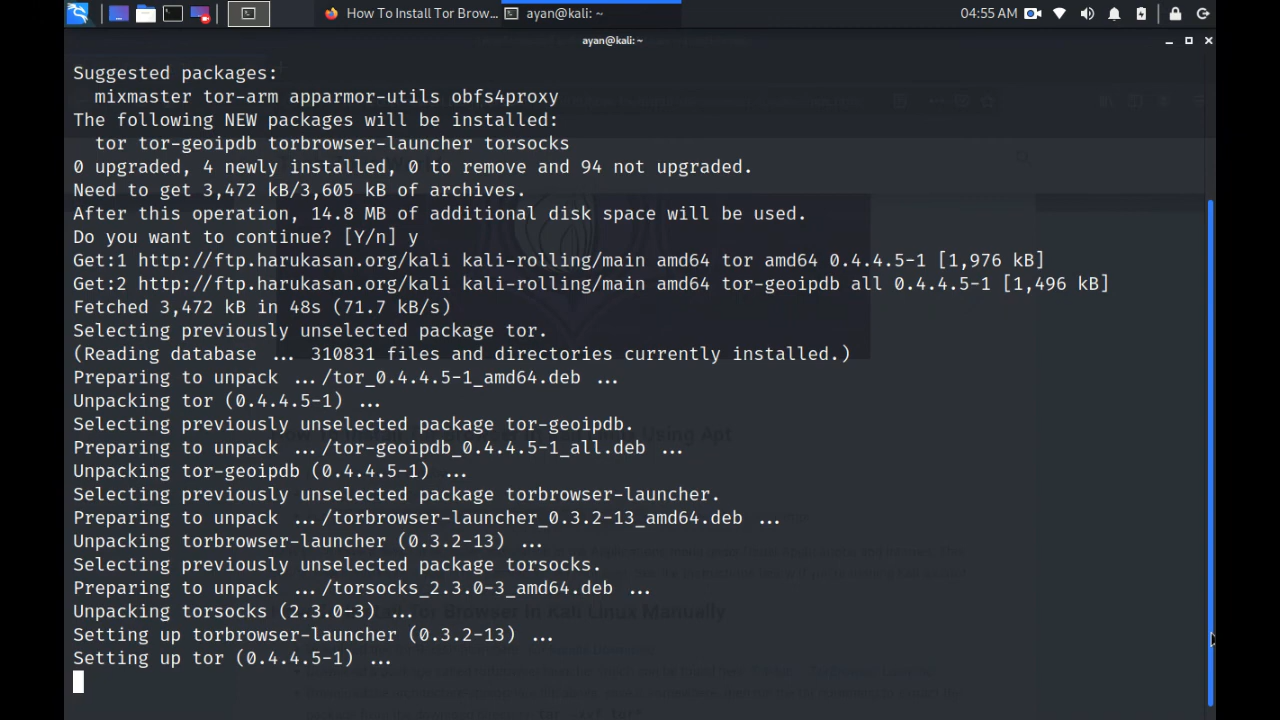 How To Install Tor Brow...
ayan@kali: ~
04:55 AM
ayan@kali: ~
Suggested packages:
mixmaster tor-arm apparmor-utils obfs4proxy
The following NEW packages will be installed:
tor tor-geoipdb torbrowser-launcher torsocks
0 upgraded, 4 newly installed, 0 to remove and 94 not upgraded.
Need to get 3,472 kB/3,605 kB of archives.
After this operation, 14.8 MB of additional disk space will be used.
Do you want to continue? [Y/n] y
Get:1 http://ftp.harukasan.org/kali kali-rolling/main amd64 tor amd64 0.4.4.5-1 [1,976 kB]
Get:2 http://ftp.harukasan.org/kali kali-rolling/main amd64 tor-geoipdb all 0.4.4.5-1 [1,496 kB]
Fetched 3,472 kB in 48s (71.7 kB/s)
Selecting previously unselected package tor.
(Reading database ... 310831 files and directories currently installed.)
Preparing to unpack .../tor_0.4.4.5-1_amd64.deb ...
Unpacking tor (0.4.4.5-1) ...
Selecting previously unselected package tor-geoipdb.
Preparing to unpack .../tor-geoipdb_0.4.4.5-1_all.deb ...
Unpacking tor-geoipdb (0.4.4.5-1) ...
Selecting previously unselected package torbrowser-launcher.
Preparing to unpack .../torbrowser-launcher_0.3.2-13_amd64.deb ...
Unpacking torbrowser-launcher (0.3.2-13) ...
Selecting previously unselected package torsocks.
Preparing to unpack .../torsocks_2.3.0-3_amd64.deb ...
Unpacking torsocks (2.3.0-3) ...
Setting up torbrowser-launcher (0.3.2-13) ...
Setting up tor (0.4.4.5-1) ...